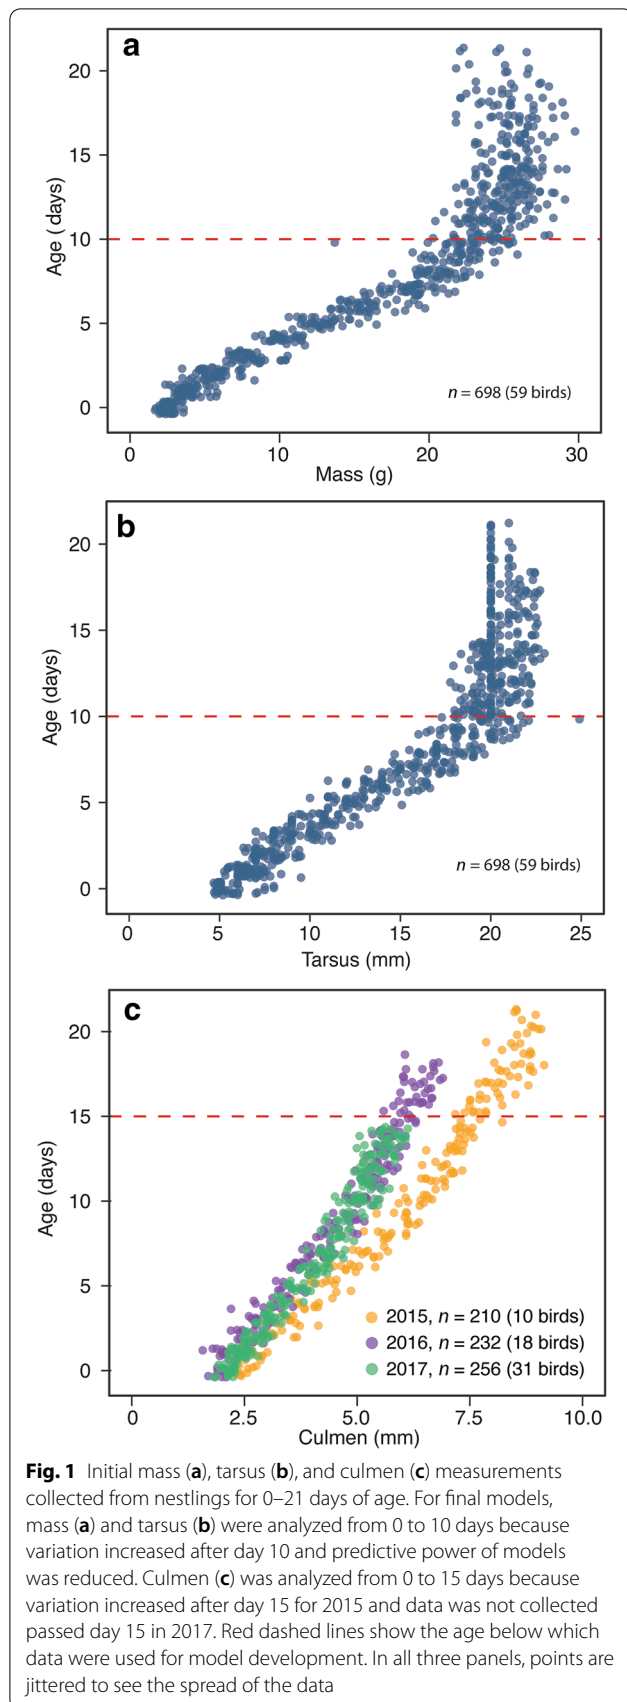 a
20
15
10
5
0
Age ( days)
n = 698 (59 birds)
0 10 20 30
Mass (g)
b
20
15
10
5
0
Age (days)
n = 698 (59 birds)
0 5 10 15 20 25
Tarsus (mm)
c
20
15
10
5
0
Age (days)
2015, n = 210 (10 birds)
2016, n = 232 (18 birds)
2017, n = 256 (31 birds)
0 2.5 5.0 7.5 10.0
Culmen (mm)
Fig. 1 Initial mass (a), tarsus (b), and culmen (c) measurements
collected from nestlings for 0–21 days of age. For final models,
mass (a) and tarsus (b) were analyzed from 0 to 10 days because
variation increased after day 10 and predictive power of models
was reduced. Culmen (c) was analyzed from 0 to 15 days because
variation increased after day 15 for 2015 and data was not collected
passed day 15 in 2017. Red dashed lines show the age below which
data were used for model development. In all three panels, points are
jittered to see the spread of the data